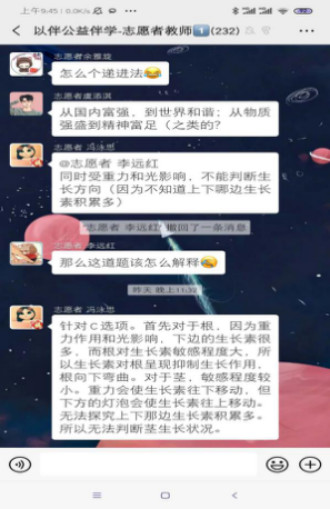 上午9:45 | 0.0K/s
以伴公益伴学-志愿者教师1(232)
志愿者余雅煊
怎么个递进法😂
志愿者虞浩淇
从国内富强，到世界和谐；从物质
强盛到精神富足（之类的？
志愿者 冯泳思
@志愿者 李远红
同时受重力和光影响，不能判断生
长方向（因为不知道上下哪边生长
素积累多）
"志愿者 李远红" 撤回了一条消息
志愿者 李远红
那么这道题该怎么解释😂
昨天 晚上11:32
志愿者 冯泳思
针对C选项。首先对于根，因为重
力作用和光影响，下边的生长素很
多，而根对生长素敏感程度大，所
以生长素对根呈现抑制生长作用，
根向下弯曲。对于茎，敏感程度较
小。重力会使生长素往下移动，但
下方的灯泡会使生长素往上移动。
无法探究上下那边生长素积累多。
所以无法判断茎生长状况。